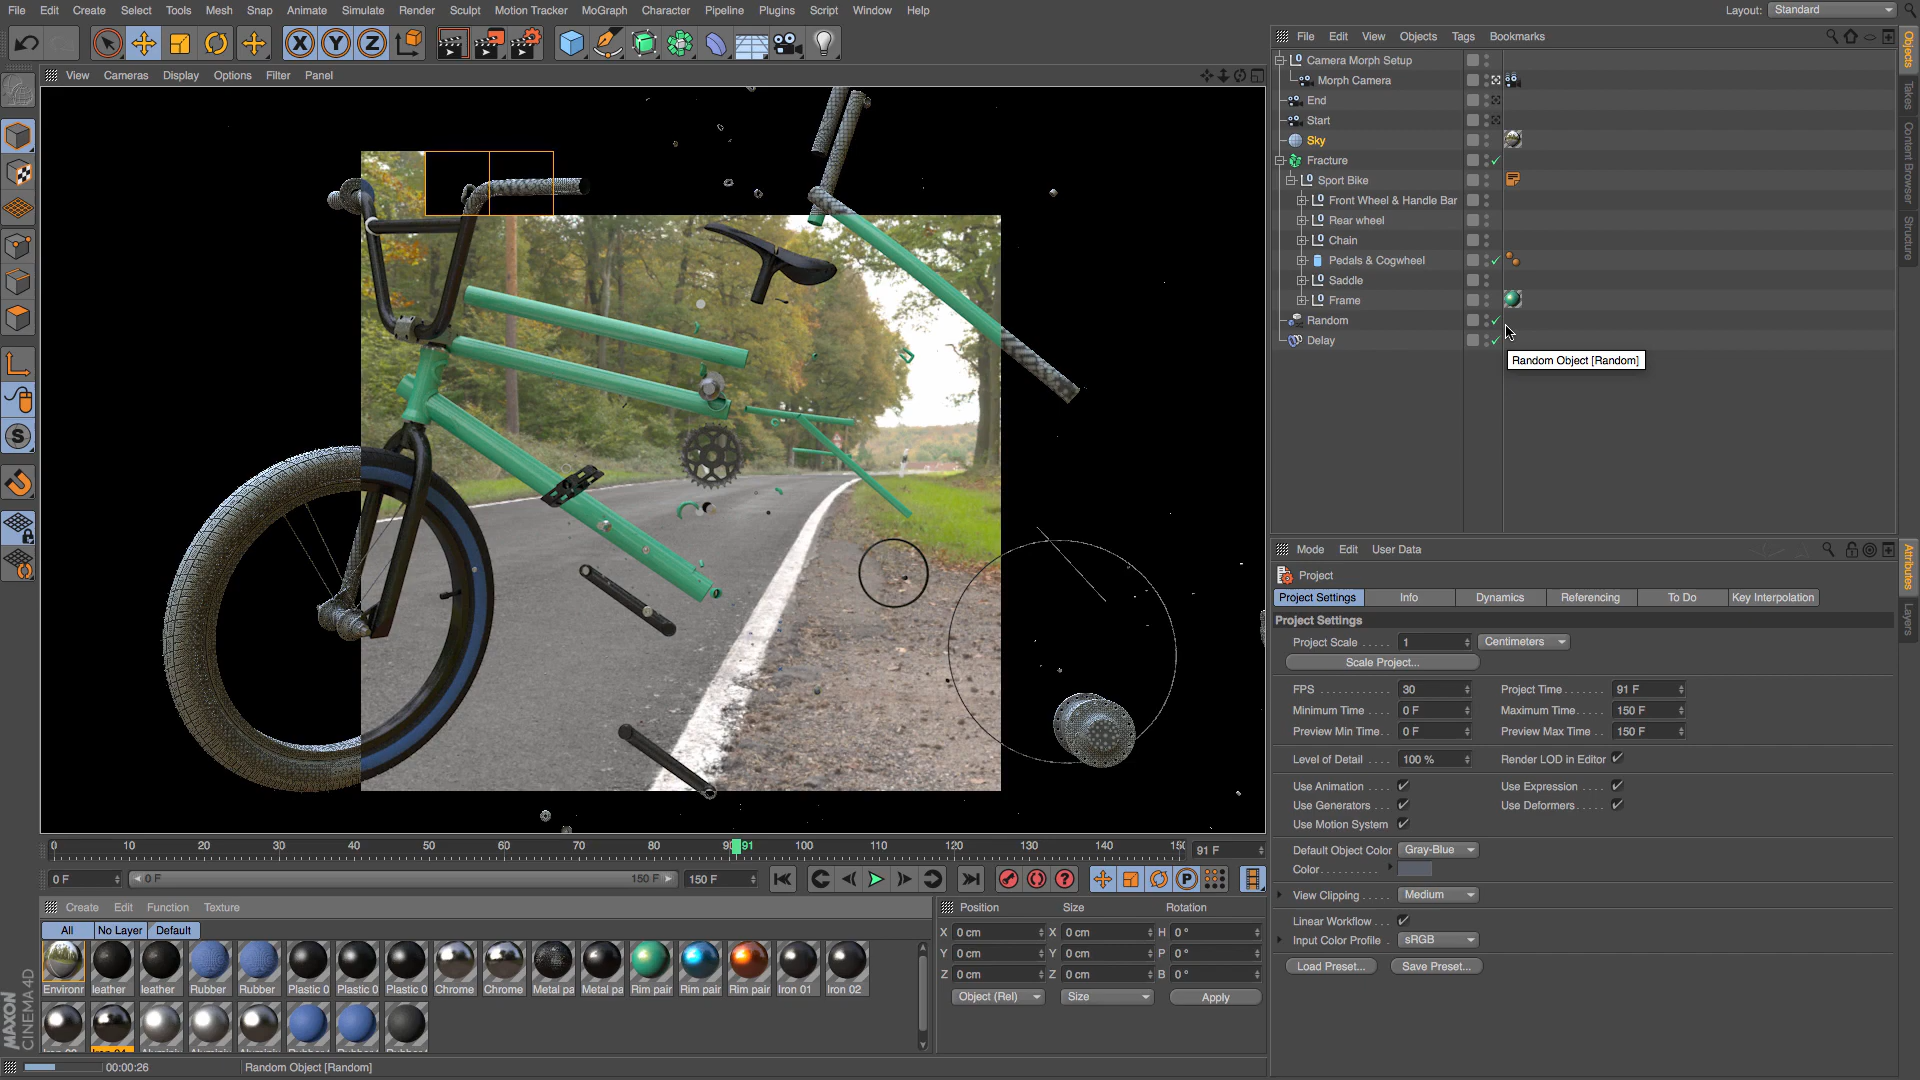 File Edit Create Select Tools Mesh Snap Animate Simulate Render Sculpt Motion Tracker MoGraph Character Pipeline Plugins Script Window Help
Layout: Standard
View Cameras Display Options Filter Panel
File Edit View Objects Tags Bookmarks
Camera Morph Setup
Morph Camera
End
Start
Sky
Fracture
Sport Bike
Front Wheel & Handle Bar
Rear wheel
Chain
Pedals & Cogwheel
Saddle
Frame
Random
Delay
Random Object [Random]
Objects
Takes
Content Browser
Structure
Mode Edit User Data
Project
Project Settings Info Dynamics Referencing To Do Key Interpolation
Project Settings
Project Scale . . . . . 1 Centimeters
Scale Project...
FPS 30 Project Time 91 F
Minimum Time 0 F Maximum Time 150 F
Preview Min Time 0 F Preview Max Time 150 F
Level of Detail 100 % Render LOD in Editor
Use Animation Use Expression
Use Generators Use Deformers
Use Motion System
Default Object Color Gray-Blue
Color
View Clipping Medium
Linear Workflow
Input Color Profile sRGB
Load Preset... Save Preset...
Attributes
Layers
0 10 20 30 40 50 60 70 80 91 100 110 120 130 140 91 F
0 F 0 F 150 F 150 F
Create Edit Function Texture
All No Layer Default
Environr leather leather Rubber Rubber Plastic 0 Plastic 0 Plastic 0 Chrome Chrome Metal pa Metal pa Rim pair Rim pair Rim pair Iron 01 Iron 02
Position Size Rotation
X 0 cm X 0 cm H 0 °
Y 0 cm Y 0 cm P 0 °
Z 0 cm Z 0 cm B 0 °
Object (Rel) Size Apply
MAXON
CINEMA 4D
00:00:26 Random Object [Random]